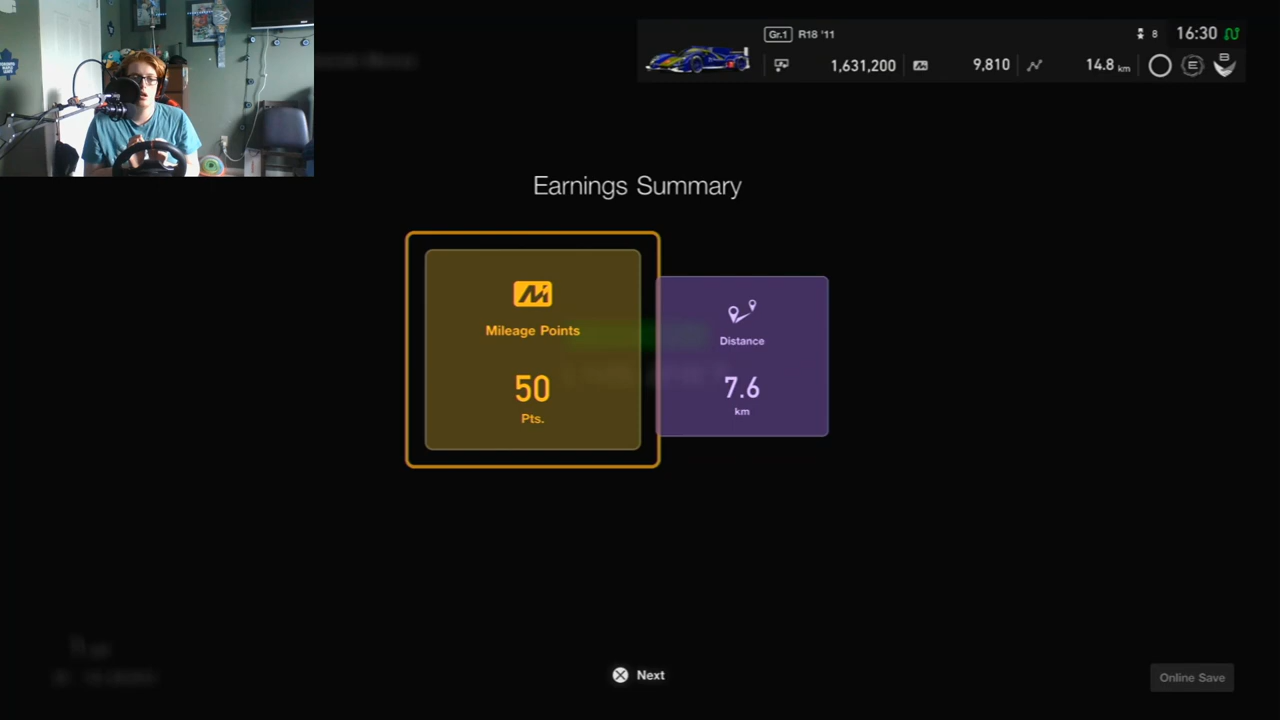 Gr.1 R18 '11
8 16:30
1,631,200 9,810 14.8 km E B
Earnings Summary
Mileage Points
50
Pts.
Distance
7.6
km
Next
Online Save